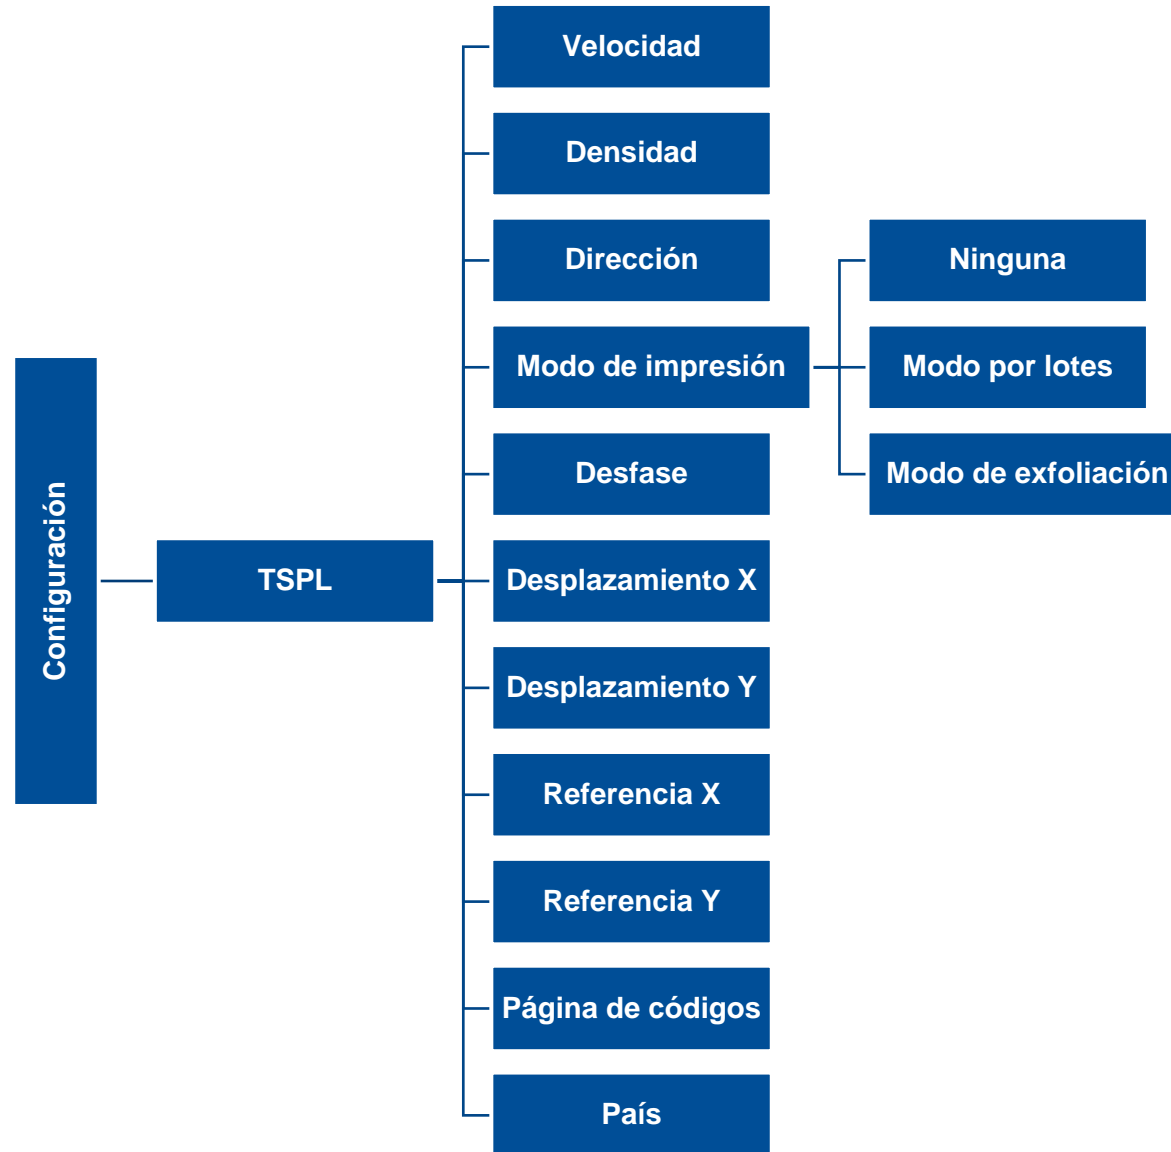 Configuración
TSPL
Velocidad
Densidad
Dirección
Modo de impresión
Ninguna
Modo por lotes
Modo de exfoliación
Desfase
Desplazamiento X
Desplazamiento Y
Referencia X
Referencia Y
Página de códigos
País